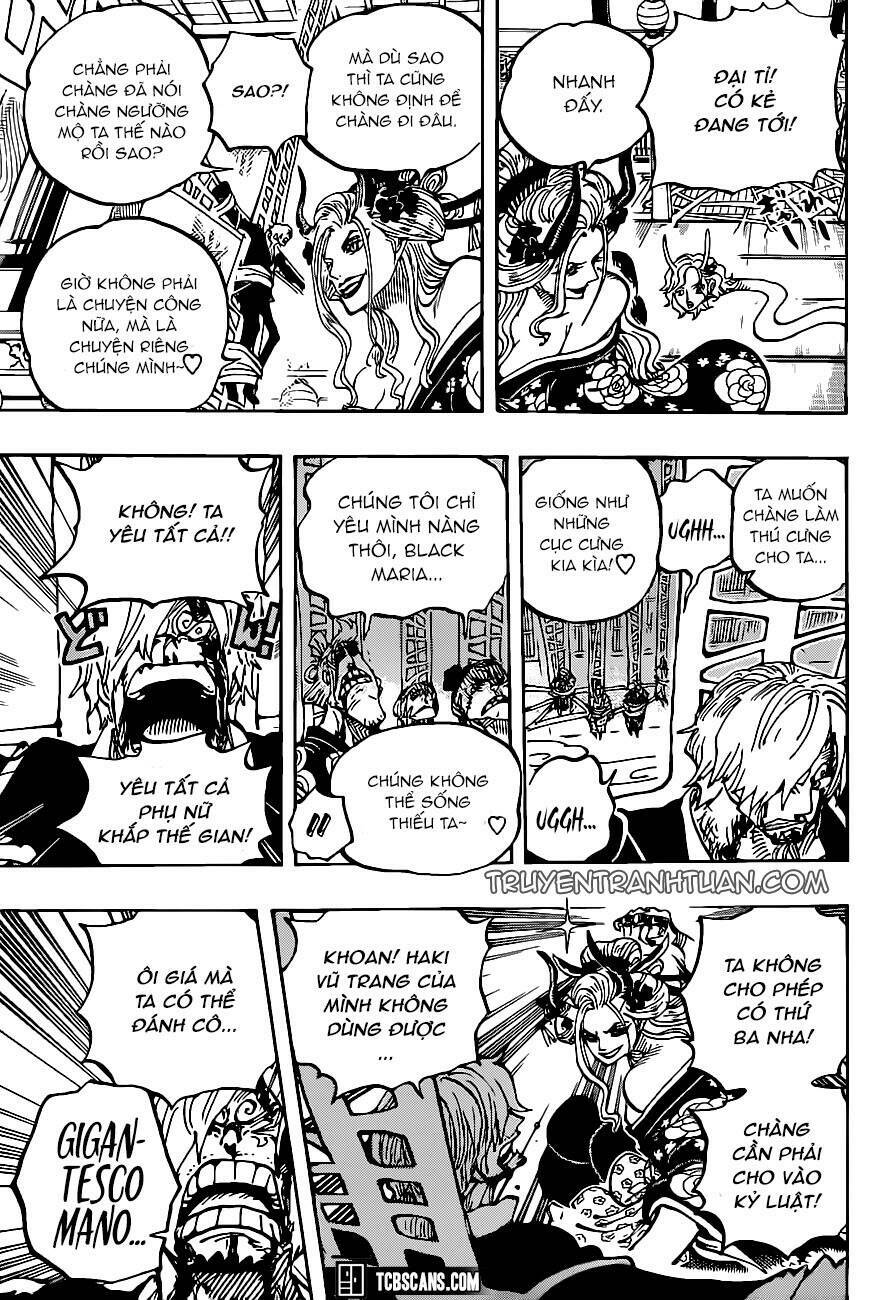 ĐẠI TỈ!
CÓ KẺ
ĐANG TỚI!
NHANH
ĐẤY.
MÀ DÙ SAO
THÌ TA CŨNG
KHÔNG ĐỊNH ĐỂ
CHÀNG ĐI ĐÂU.
SAO?!
CHẲNG PHẢI
CHÀNG ĐÃ NÓI
CHÀNG NGƯỠNG
MỘ TA THẾ NÀO
RỒI SAO?
GIỜ KHÔNG PHẢI
LÀ CHUYỆN CÔNG
NỮA, MÀ LÀ
CHUYỆN RIÊNG
CHÚNG MÌNH~♡
TA MUỐN
CHÀNG LÀM
THÚ CƯNG
CHO TA...
UGHH...
GIỐNG NHƯ
NHỮNG
CỤC CƯNG
KIA KÌA!♡
UGGH...
CHÚNG TÔI CHỈ
YÊU MÌNH NÀNG
THÔI, BLACK
MARIA...
CHÚNG KHÔNG
THỂ SỐNG
THIẾU TA~ ♡
!!
KHÔNG! TA
YÊU TẤT CẢ!!
ど
ん!
YÊU TẤT CẢ
PHỤ NỮ
KHẮP THẾ GIAN!
TRUYENTRANHTUAN.COM
TA KHÔNG
CHO PHÉP
CÓ THỨ
BA NHA!
CHÀNG
CẦN PHẢI
CHO VÀO
KỶ LUẬT!
KHOAN! HAKI
VŨ TRANG CỦA
MÌNH KHÔNG
DÙNG ĐƯỢC
...
ÔI GIÁ MÀ
TA CÓ THỂ
ĐÁNH CÔ...
GIGAN-
TESCO
MANO...
TCBSCANS.COM